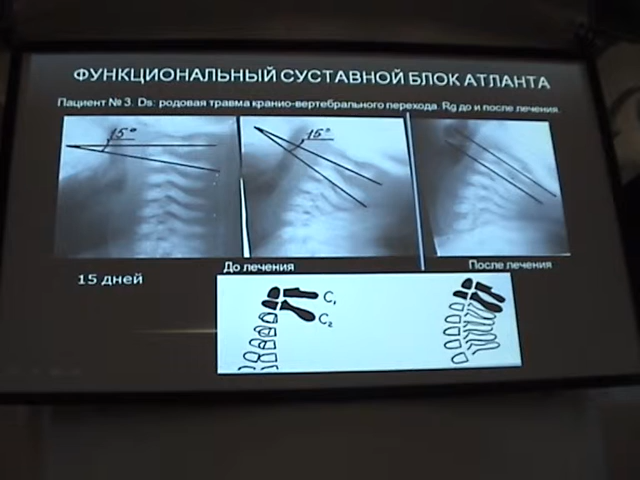 ФУНКЦИОНАЛЬНЫЙ СУСТАВНОЙ БЛОК АТЛАНТА
Пациент № 3. Ds: родовая травма кранио-вертебрального перехода. Rg до и после лечения.
15° 15°
До лечения После лечения
15 дней
C₁
C₂